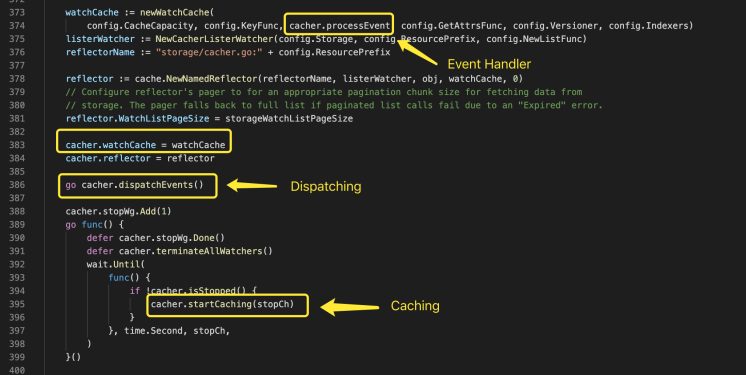 373 watchCache := newWatchCache(
374 config.CacheCapacity, config.KeyFunc, cacher.processEvent, config.GetAttrsFunc, config.Versioner, config.Indexers)
375 listerWatcher := NewCacherListerWatcher(config.Storage, config.ResourcePrefix, config.NewListFunc)
376 reflectorName := "storage/cacher.go:" + config.ResourcePrefix
Event Handler
377
378 reflector := cache.NewNamedReflector(reflectorName, listerWatcher, obj, watchCache, 0)
379 // Configure reflector's pager to for an appropriate pagination chunk size for fetching data from
380 // storage. The pager falls back to full list if paginated list calls fail due to an "Expired" error.
381 reflector.WatchListPageSize = storageWatchListPageSize
382
383 cacher.watchCache = watchCache
384 cacher.reflector = reflector
385
386 go cacher.dispatchEvents()
Dispatching
387
388 cacher.stopWg.Add(1)
389 go func() {
390 defer cacher.stopWg.Done()
391 defer cacher.terminateAllWatchers()
392 wait.Until(
393 func() {
394 if !cacher.isStopped() {
395 cacher.startCaching(stopCh)
Caching
396 }
397 }, time.Second, stopCh,
398 )
399 }()
400